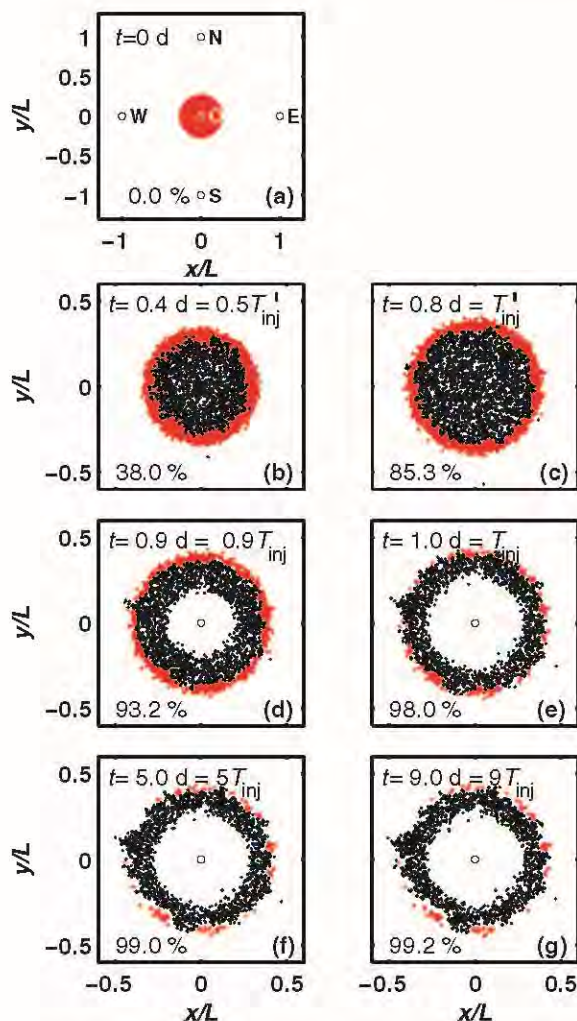 1
0.5
0
−0.5
−1
y/L
t=0 d
N
W
C
E
S
0.0 %
(a)
−1 0 1
x/L
0.5
0
−0.5
y/L
t= 0.4 d = 0.5T'inj
38.0 %
(b)
t= 0.8 d = T'inj
85.3 %
(c)
0.5
0
−0.5
y/L
t= 0.9 d = 0.9Tinj
93.2 %
(d)
t= 1.0 d = Tinj
98.0 %
(e)
0.5
0
−0.5
y/L
t= 5.0 d = 5Tinj
99.0 %
(f)
t= 9.0 d = 9Tinj
99.2 %
(g)
−0.5 0 0.5
−0.5 0 0.5
x/L
x/L